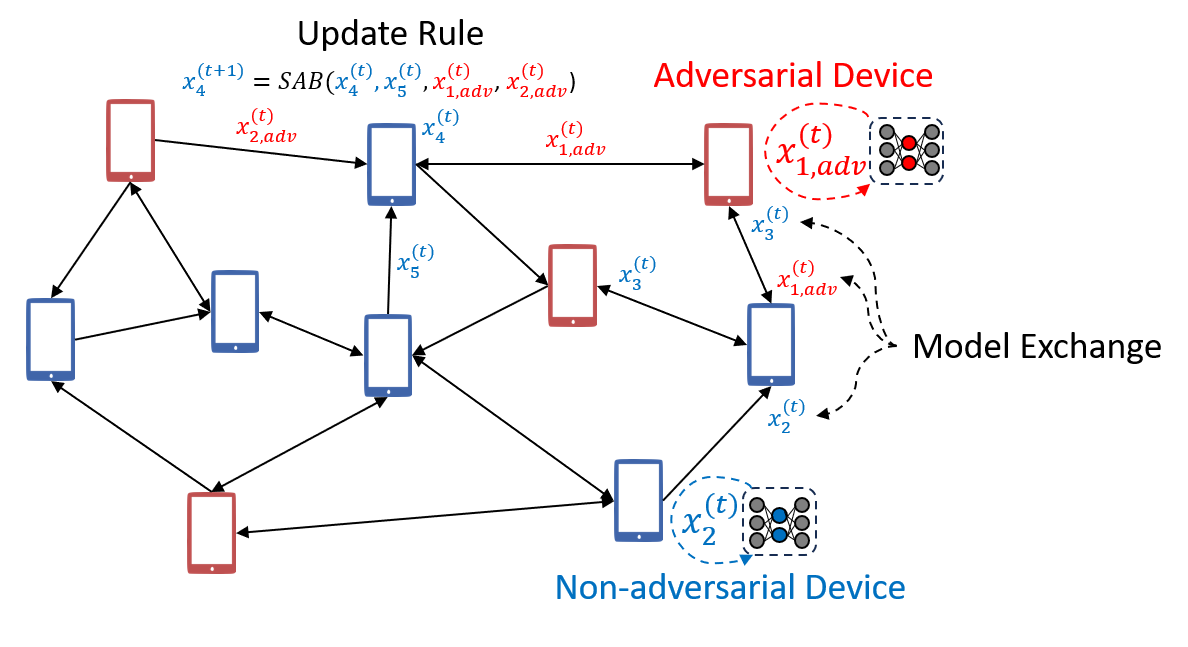 Update Rule
x_4^{(t+1)} = SAB(x_4^{(t)}, x_5^{(t)}, x_{1,adv}^{(t)}, x_{2,adv}^{(t)})
Adversarial Device
x_{2,adv}^{(t)}
x_4^{(t)}
x_{1,adv}^{(t)}
x_{1,adv}^{(t)}
x_3^{(t)}
x_5^{(t)}
x_3^{(t)}
x_{1,adv}^{(t)}
Model Exchange
x_2^{(t)}
x_2^{(t)}
Non-adversarial Device